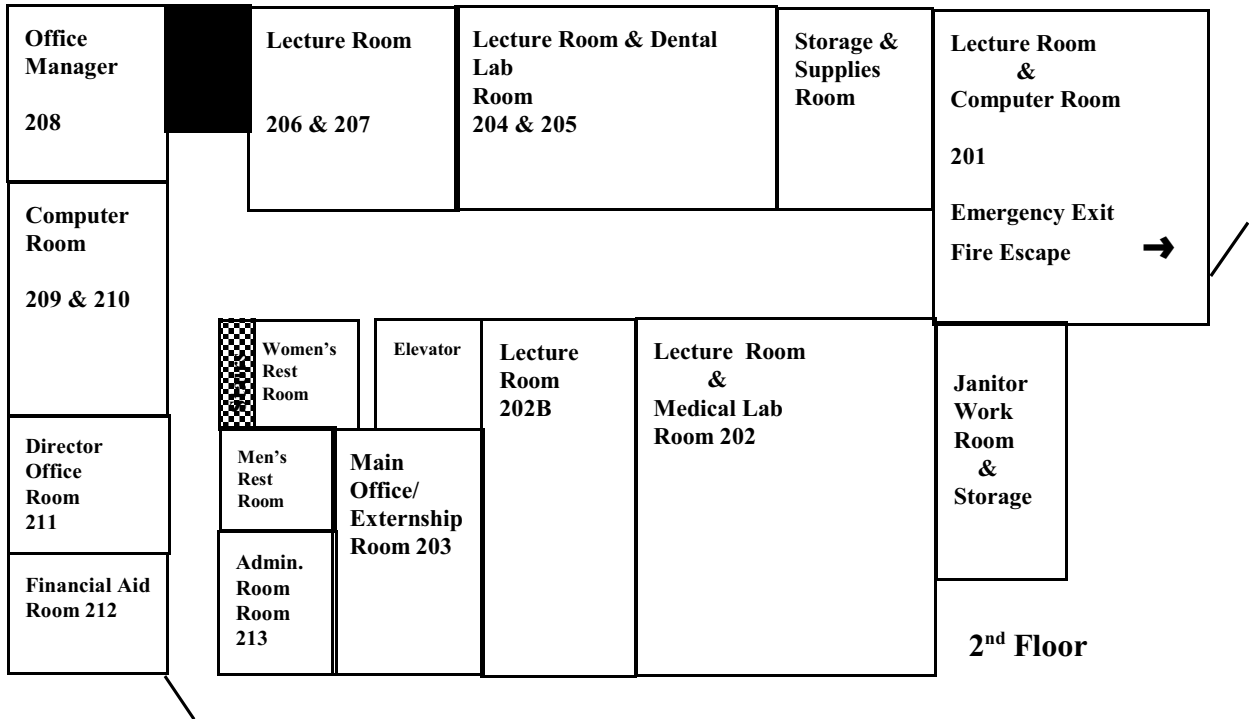 Office
Manager
208
Lecture Room
206 & 207
Lecture Room & Dental
Lab
Room
204 & 205
Storage &
Supplies
Room
Lecture Room
&
Computer Room
201
Emergency Exit
Fire Escape
Computer
Room
209 & 210
Women’s
Rest
Room
Elevator
Lecture
Room
202B
Lecture Room
&
Medical Lab
Room 202
Janitor
Work
Room
&
Storage
Director
Office
Room
211
Men’s
Rest
Room
Main
Office/
Externship
Room 203
Financial Aid
Room 212
Admin.
Room
Room
213
2nd Floor